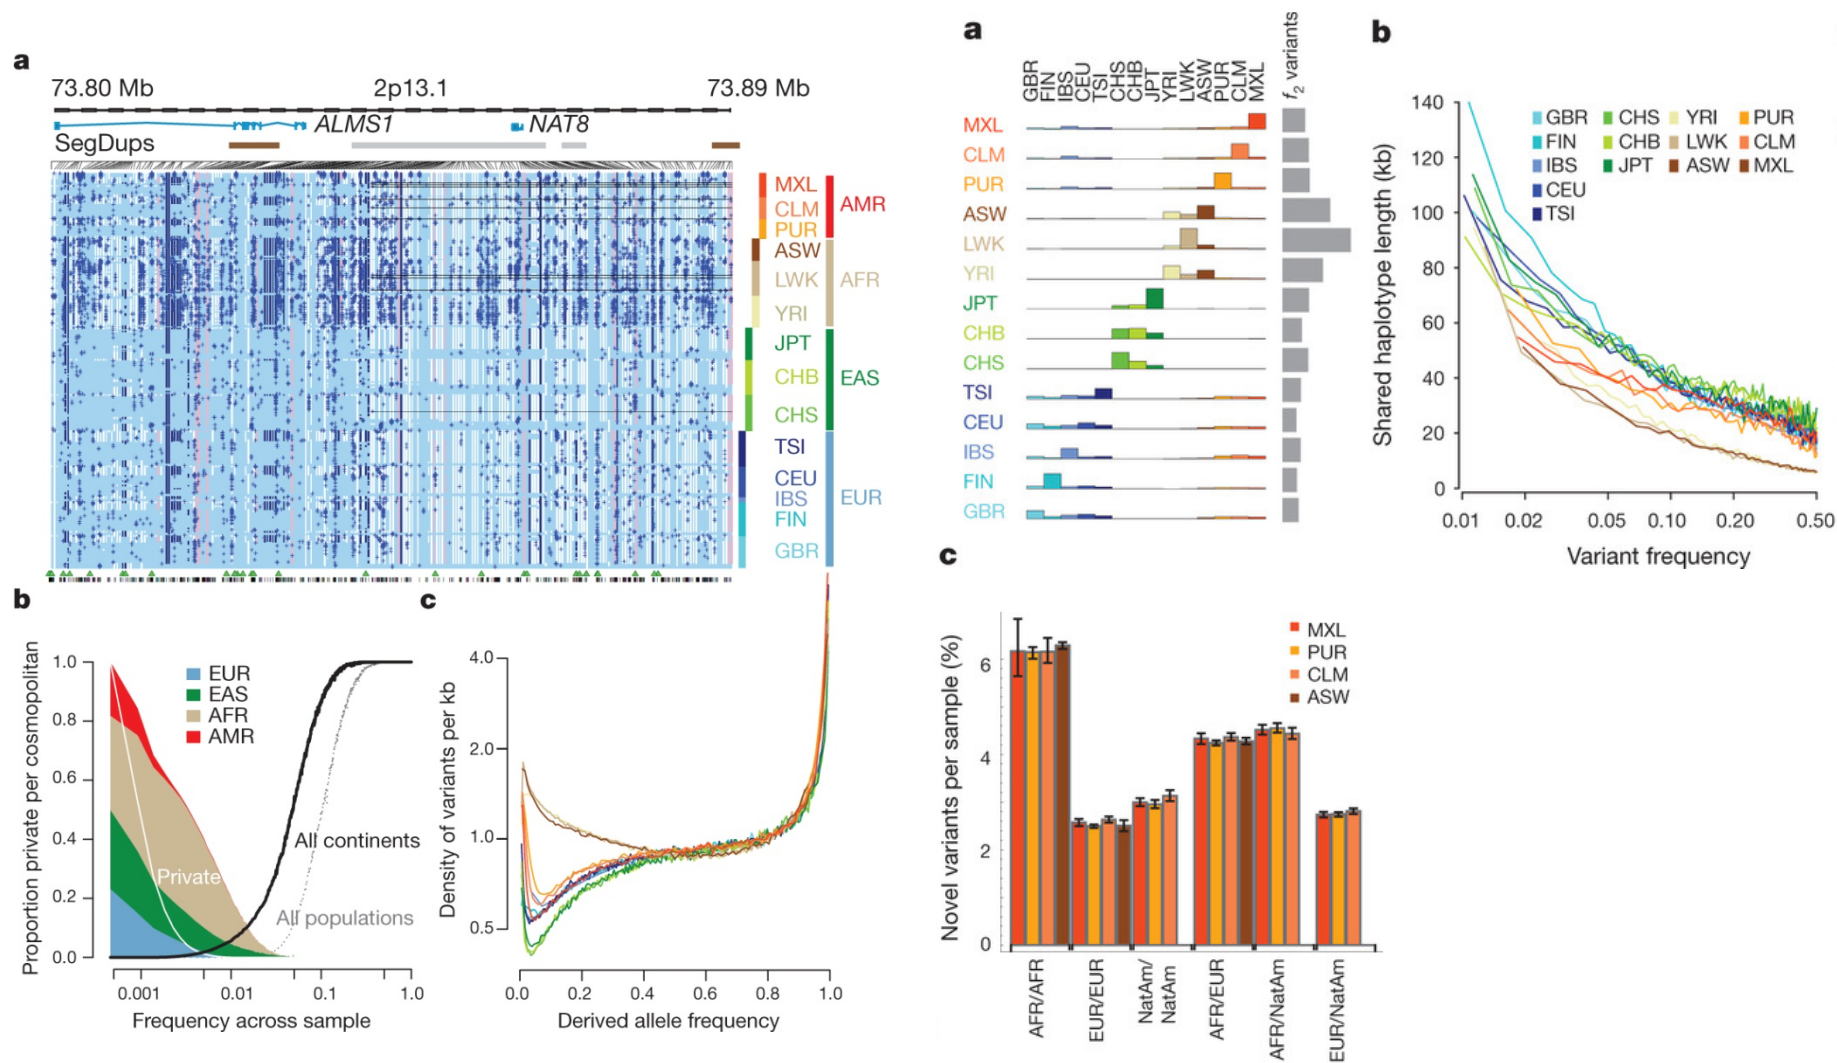 a
73.80 Mb 2p13.1 73.89 Mb
ALMS1 NAT8
SegDups
MXL
CLM
PUR
AMR
ASW
LWK
YRI
AFR
JPT
CHB
CHS
EAS
TSI
CEU
IBS
FIN
GBR
EUR
b
Proportion private per cosmopolitan
1.0
0.8
0.6
0.4
0.2
0.0
EUR
EAS
AFR
AMR
All continents
Private
All populations
0.001 0.01 0.1 1.0
Frequency across sample
c
Density of variants per kb
4.0
2.0
1.0
0.5
0.0 0.2 0.4 0.6 0.8 1.0
Derived allele frequency
a
GBR FIN IBS CEU TSI CHS CHB JPT YRI LWK ASW PUR CLM MXL
f2 variants
MXL
CLM
PUR
ASW
LWK
YRI
JPT
CHB
CHS
TSI
CEU
IBS
FIN
GBR
b
Shared haplotype length (kb)
140
120
100
80
60
40
20
0
GBR CHS YRI PUR
FIN CHB LWK CLM
IBS JPT ASW MXL
CEU
TSI
0.01 0.02 0.05 0.10 0.20 0.50
Variant frequency
c
Novel variants per sample (%)
6
4
2
0
MXL
PUR
CLM
ASW
AFR/AFR
EUR/EUR
NatAm/
NatAm
AFR/EUR
AFR/NatAm
EUR/NatAm